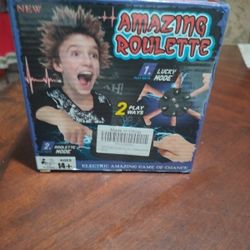 NEW
AMAZING
ROULETTE
1. LUCKY
MODE
2 PLAY
WAYS
2. ROULETTE
MODE
AGES
14+
ELECTRIC AMAZING GAME OF CHANCE